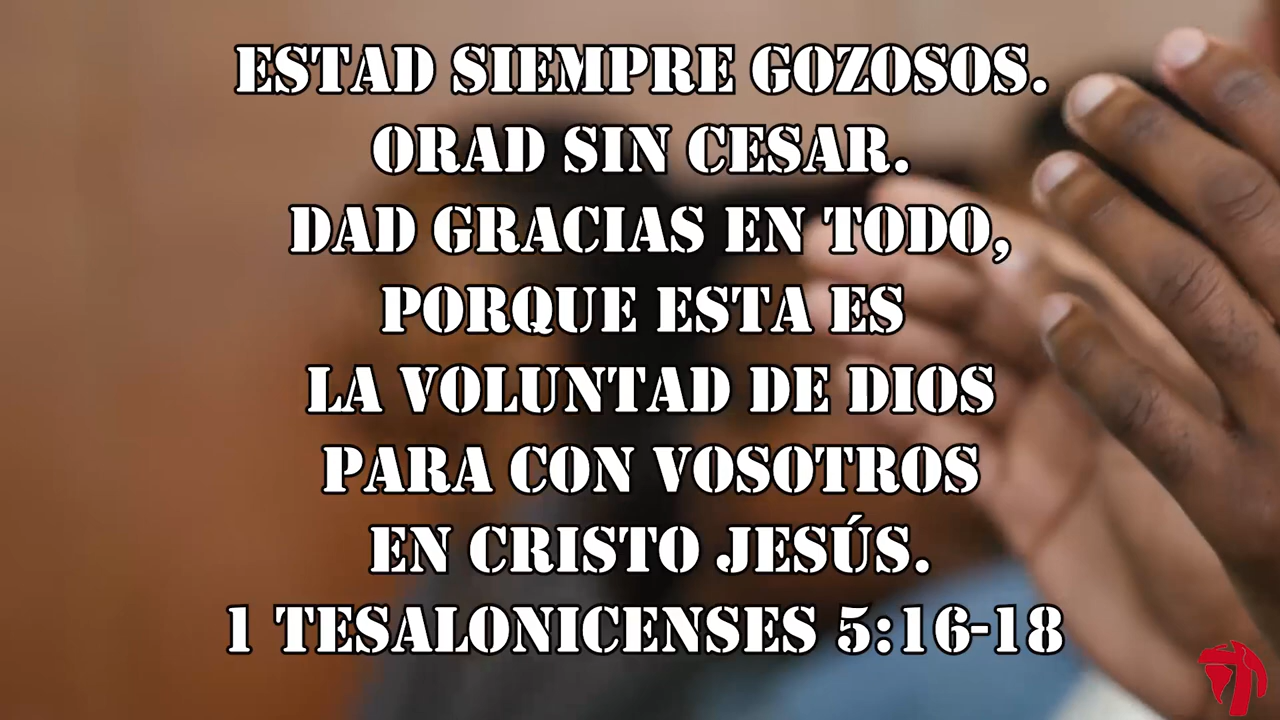 ESTAD SIEMPRE GOZOSOS.
ORAD SIN CESAR.
DAD GRACIAS EN TODO,
PORQUE ESTA ES
LA VOLUNTAD DE DIOS
PARA CON VOSOTROS
EN CRISTO JESÚS.
1 TESALONICENSES 5:16-18